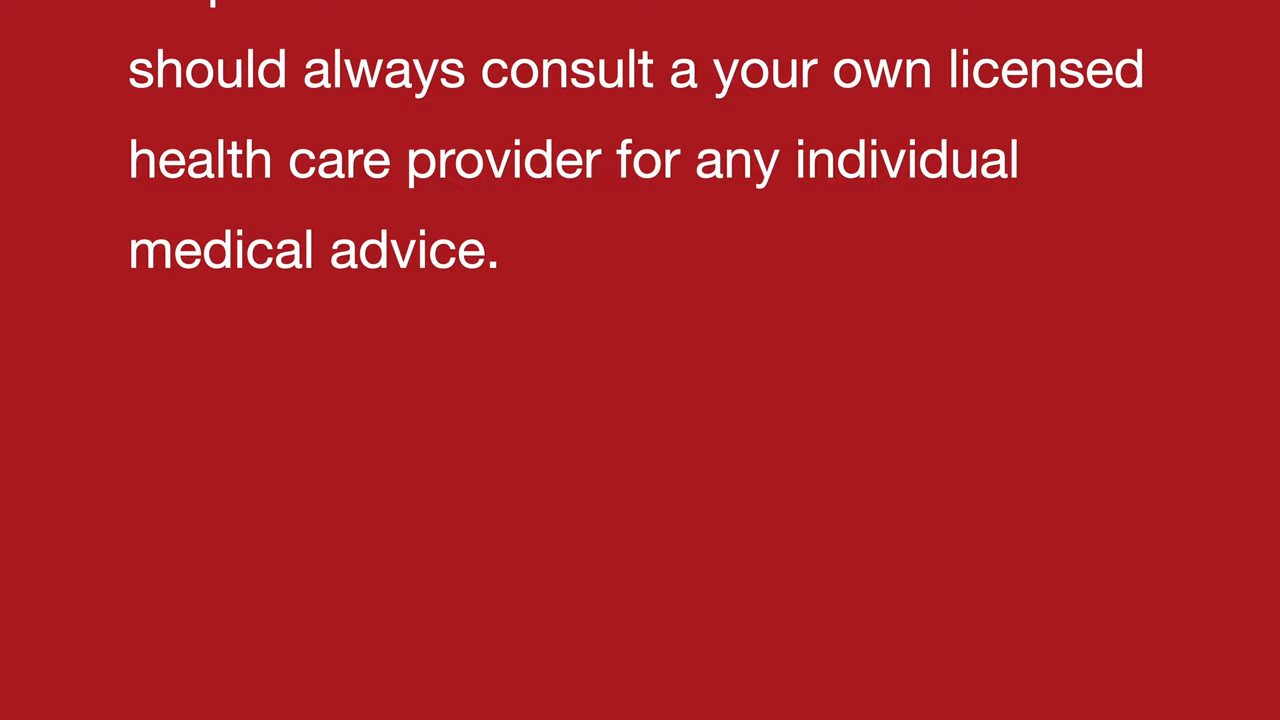 should always consult a your own licensed
health care provider for any individual
medical advice.